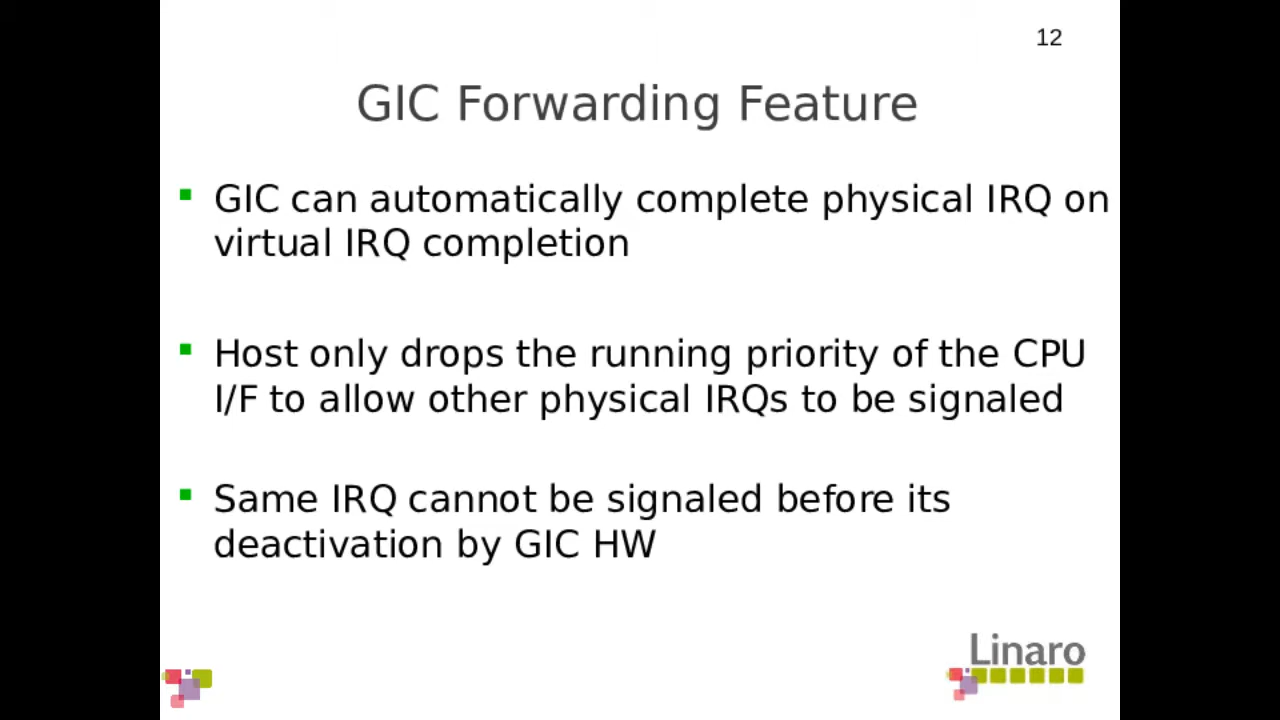 12
GIC Forwarding Feature
GIC can automatically complete physical IRQ on
virtual IRQ completion
Host only drops the running priority of the CPU
I/F to allow other physical IRQs to be signaled
Same IRQ cannot be signaled before its
deactivation by GIC HW
Linaro